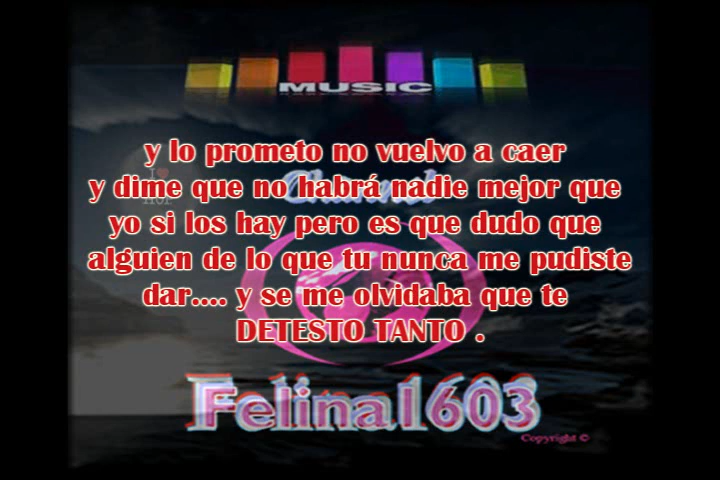 MUSIC
y lo prometo no vuelvo a caer
y dime que no habrá nadie mejor que
yo si los hay pero es que dudo que
alguien de lo que tu nunca me pudiste
dar.... y se me olvidaba que te
DETESTO TANTO .
Felina1603
Copyright ©